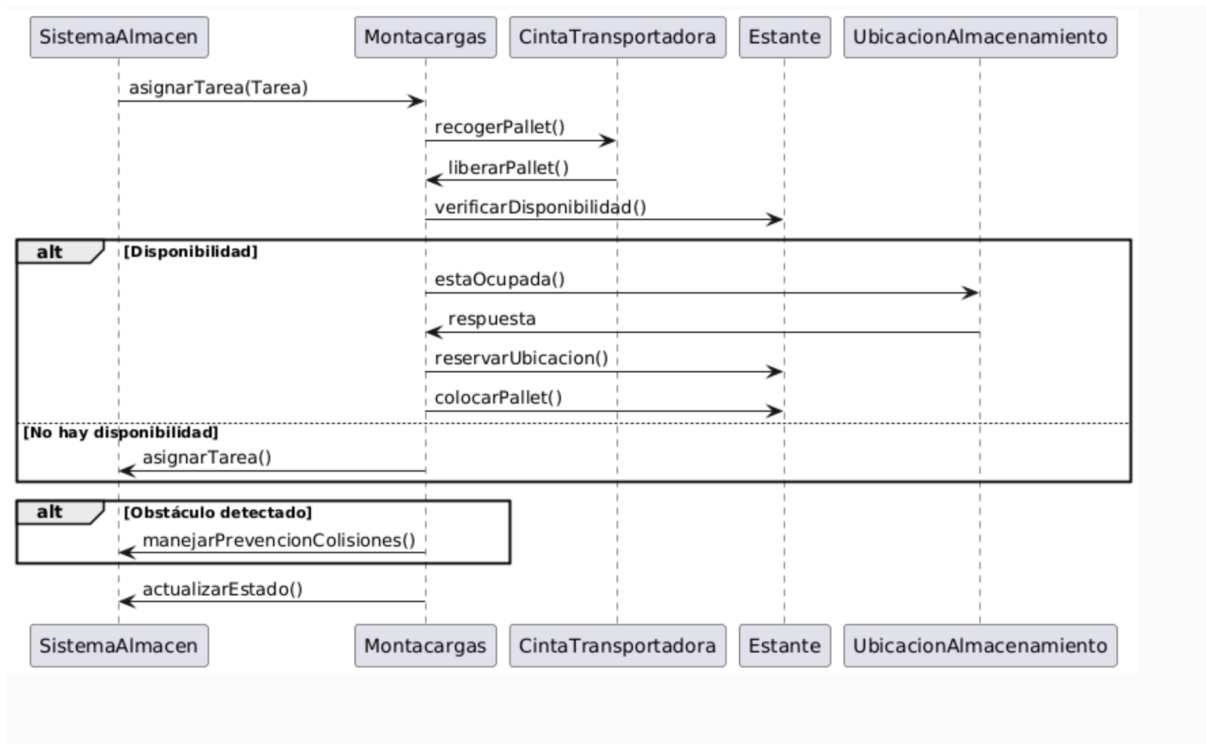 SistemaAlmacen Montacargas CintaTransportadora Estante UbicacionAlmacenamiento
asignarTarea(Tarea)
recogerPallet()
liberarPallet()
verificarDisponibilidad()
alt [Disponibilidad]
estaOcupada()
respuesta
reservarUbicacion()
colocarPallet()
[No hay disponibilidad]
asignarTarea()
alt [Obstáculo detectado]
manejarPrevencionColisiones()
actualizarEstado()
SistemaAlmacen Montacargas CintaTransportadora Estante UbicacionAlmacenamiento